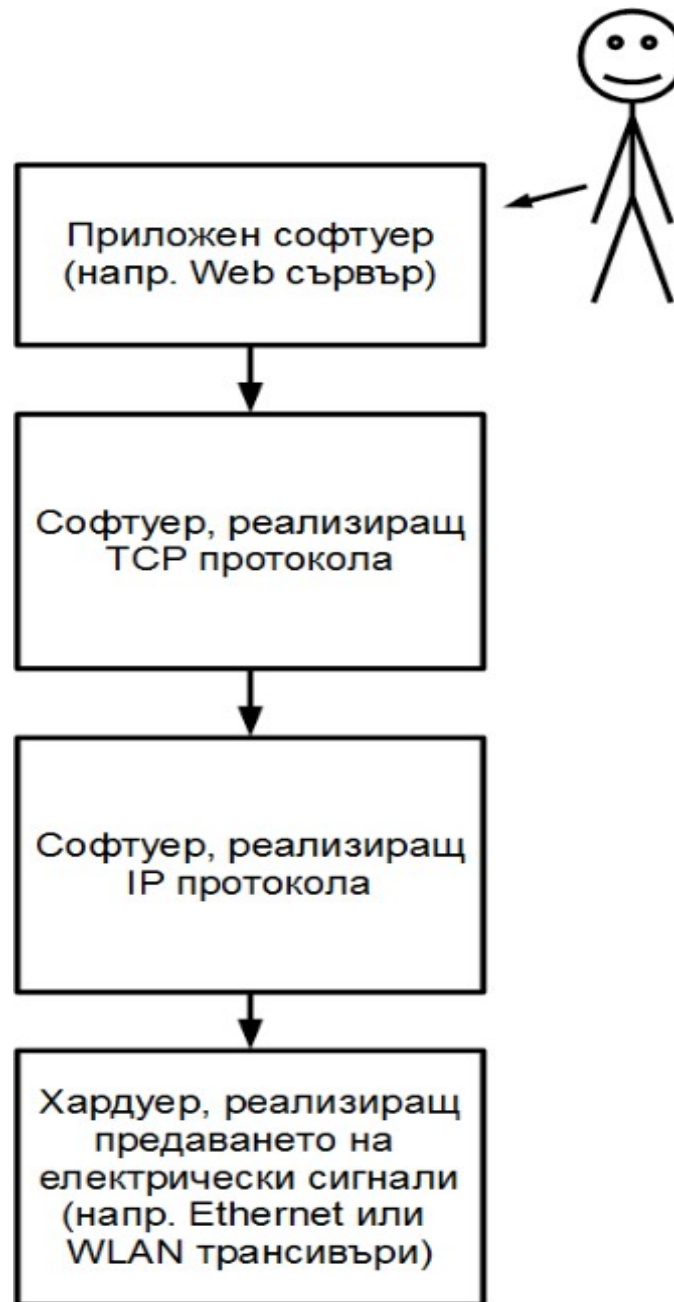 Приложен софтуер
(напр. Web сървър)
Софтуер, реализиращ
TCP протокола
Софтуер, реализиращ
IP протокола
Хардуер, реализиращ
предаването на
електрически сигнали
(напр. Ethernet или
WLAN трансивъри)